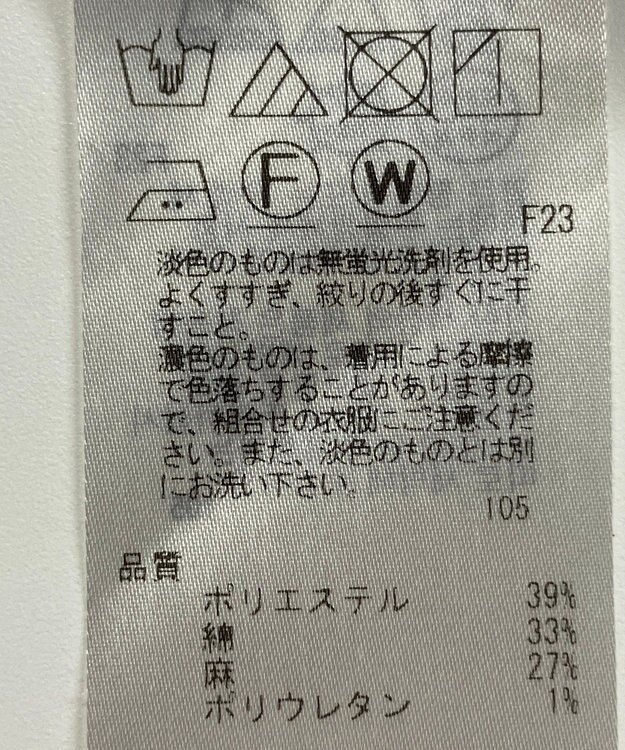 F W
F23
淡色のものは無蛍光洗剤を使用。
よくすすぎ、絞りの後すぐに干
すこと。
濃色のものは、着用による摩擦
で色落ちすることがありますの
で、組合せの衣服にご注意くだ
さい。また、淡色のものとは別
にお洗い下さい。
105
品質
ポリエステル 39%
綿 33%
麻 27%
ポリウレタン 1%